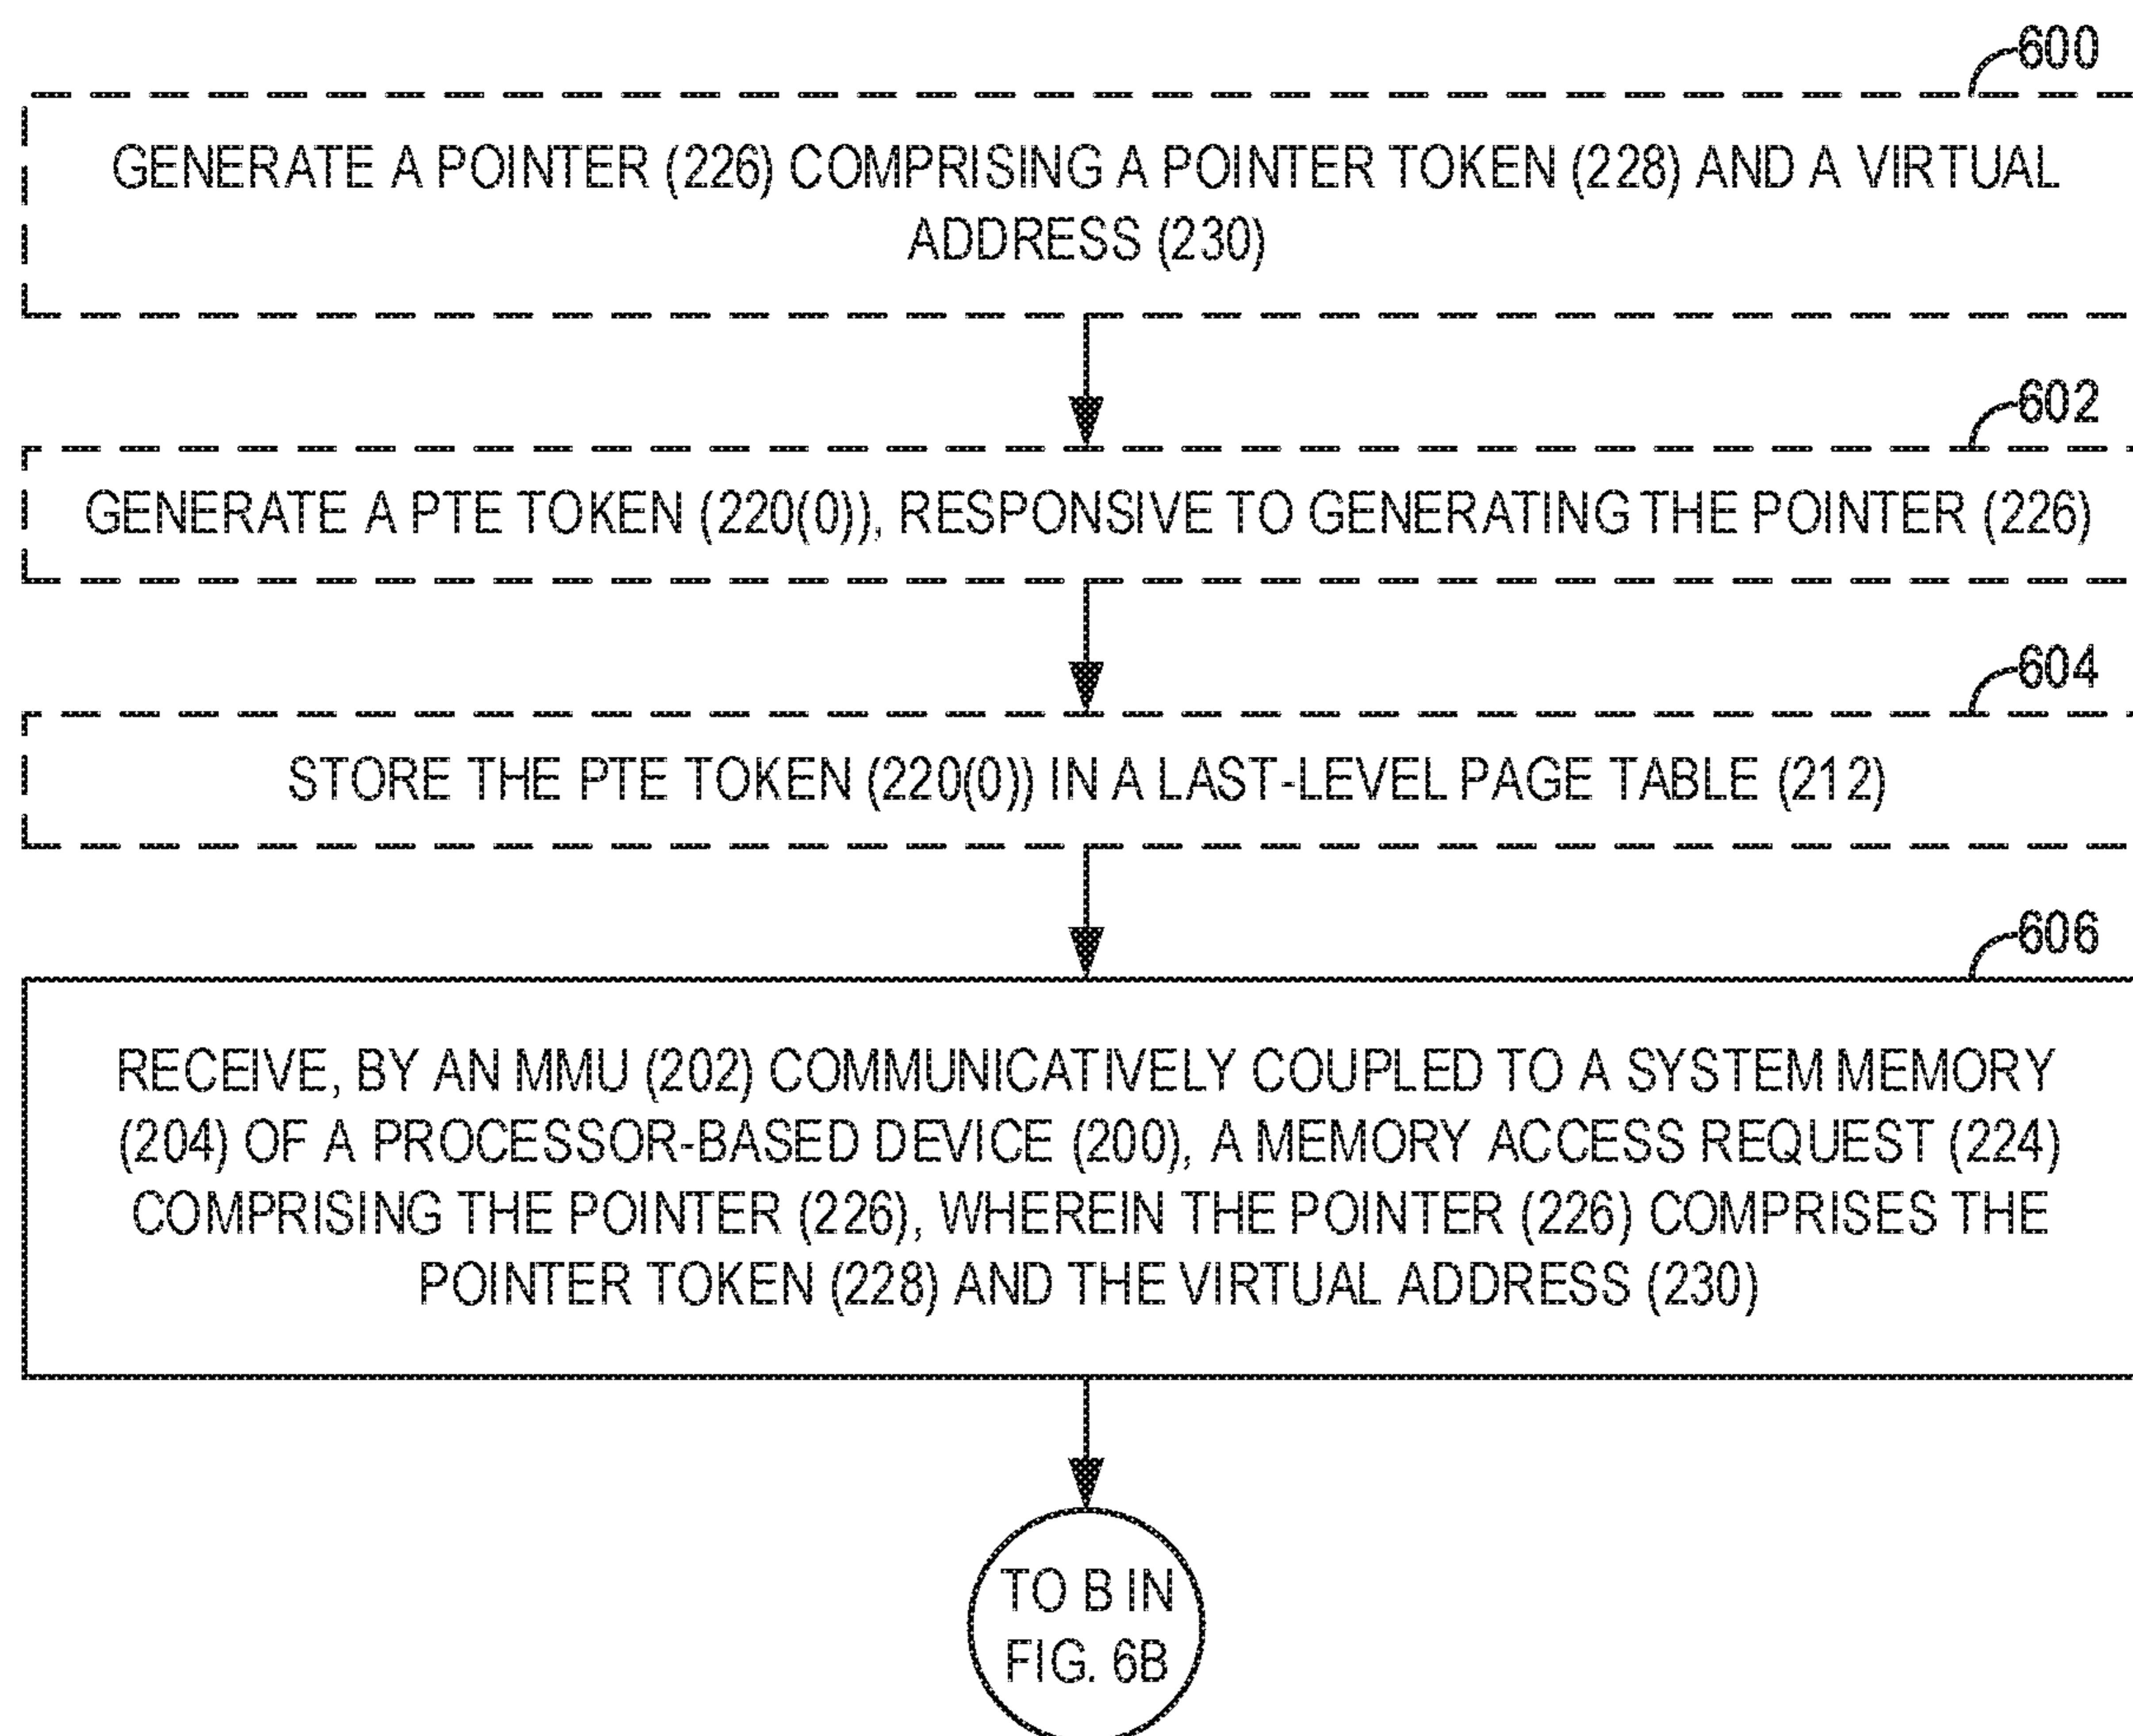 600
GENERATE A POINTER (226) COMPRISING A POINTER TOKEN (228) AND A VIRTUAL
ADDRESS (230)
602
GENERATE A PTE TOKEN (220(0)), RESPONSIVE TO GENERATING THE POINTER (226)
604
STORE THE PTE TOKEN (220(0)) IN A LAST-LEVEL PAGE TABLE (212)
606
RECEIVE, BY AN MMU (202) COMMUNICATIVELY COUPLED TO A SYSTEM MEMORY
(204) OF A PROCESSOR-BASED DEVICE (200), A MEMORY ACCESS REQUEST (224)
COMPRISING THE POINTER (226), WHEREIN THE POINTER (226) COMPRISES THE
POINTER TOKEN (228) AND THE VIRTUAL ADDRESS (230)
TO B IN
FIG. 6B